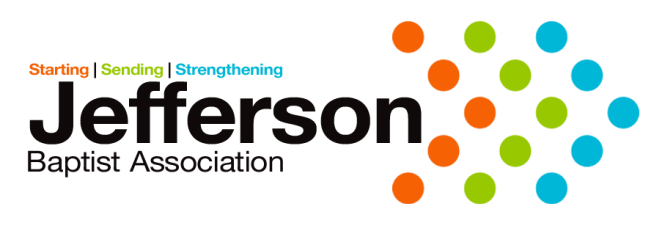 Starting | Sending | Strengthening
Jefferson
Baptist Association